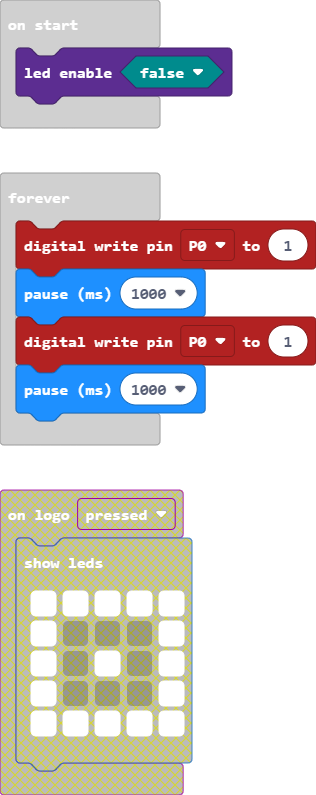 on start
led enable false
forever
digital write pin P0 to 1
pause (ms) 1000
digital write pin P0 to 1
pause (ms) 1000
on logo pressed
show leds